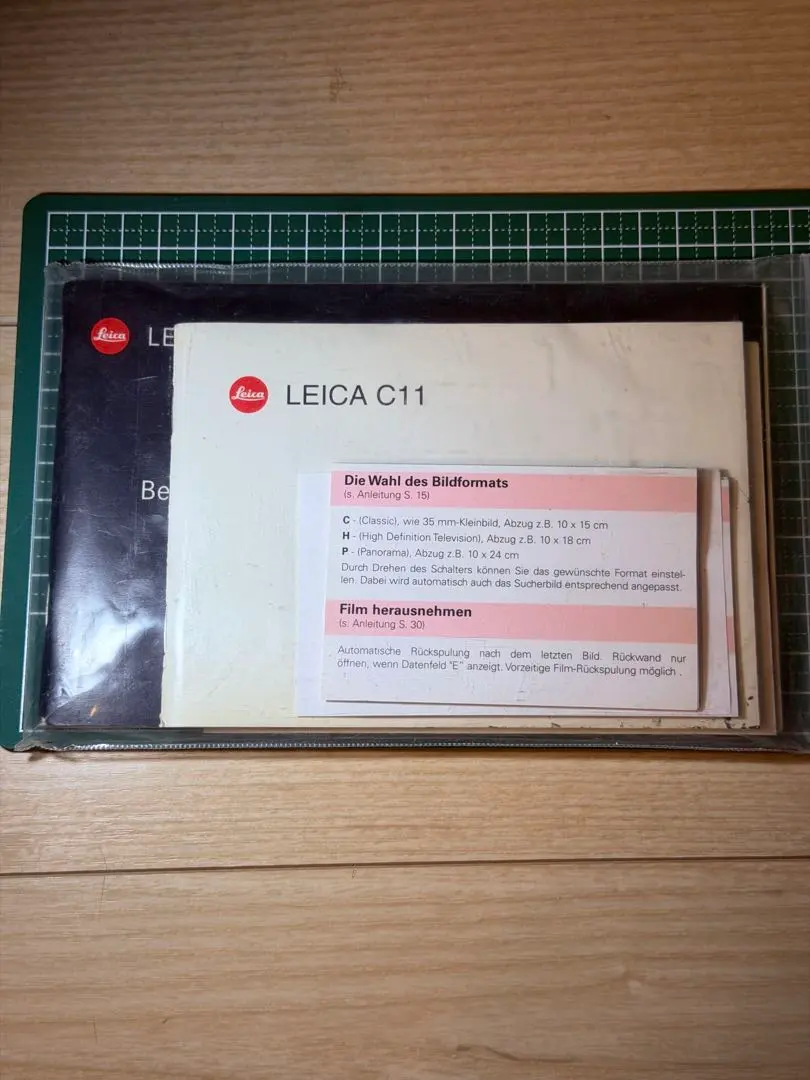 Leica LE
Leica LEICA C11
Be
Die Wahl des Bildformats
(s. Anleitung S. 15)
C - (Classic), wie 35 mm-Kleinbild, Abzug z.B. 10 x 15 cm
H - (High Definition Television), Abzug z.B. 10 x 18 cm
P - (Panorama), Abzug z.B. 10 x 24 cm
Durch Drehen des Schalters können Sie das gewünschte Format einstel-
len. Dabei wird automatisch auch das Sucherbild entsprechend angepasst.
Film herausnehmen
(s. Anleitung S. 30)
Automatische Rückspulung nach dem letzten Bild. Rückwand nur
öffnen, wenn Datenfeld "E" anzeigt. Vorzeitige Film-Rückspulung möglich .